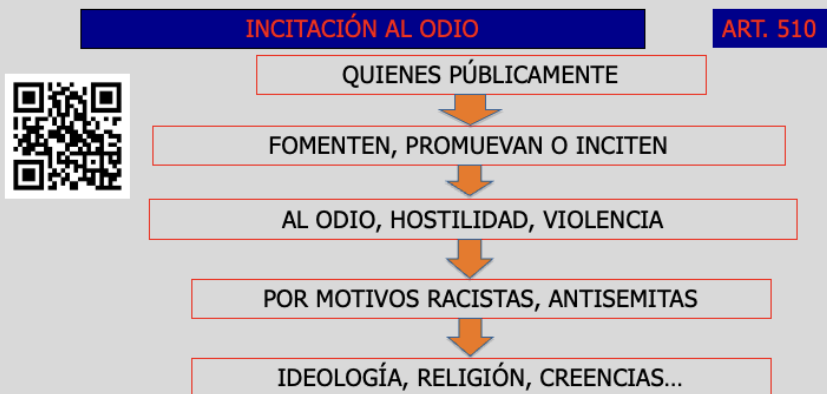 INCITACIÓN AL ODIO
ART. 510
QUIENES PÚBLICAMENTE
FOMENTEN, PROMUEVAN O INCITEN
AL ODIO, HOSTILIDAD, VIOLENCIA
POR MOTIVOS RACISTAS, ANTISEMITAS
IDEOLOGÍA, RELIGIÓN, CREENCIAS...